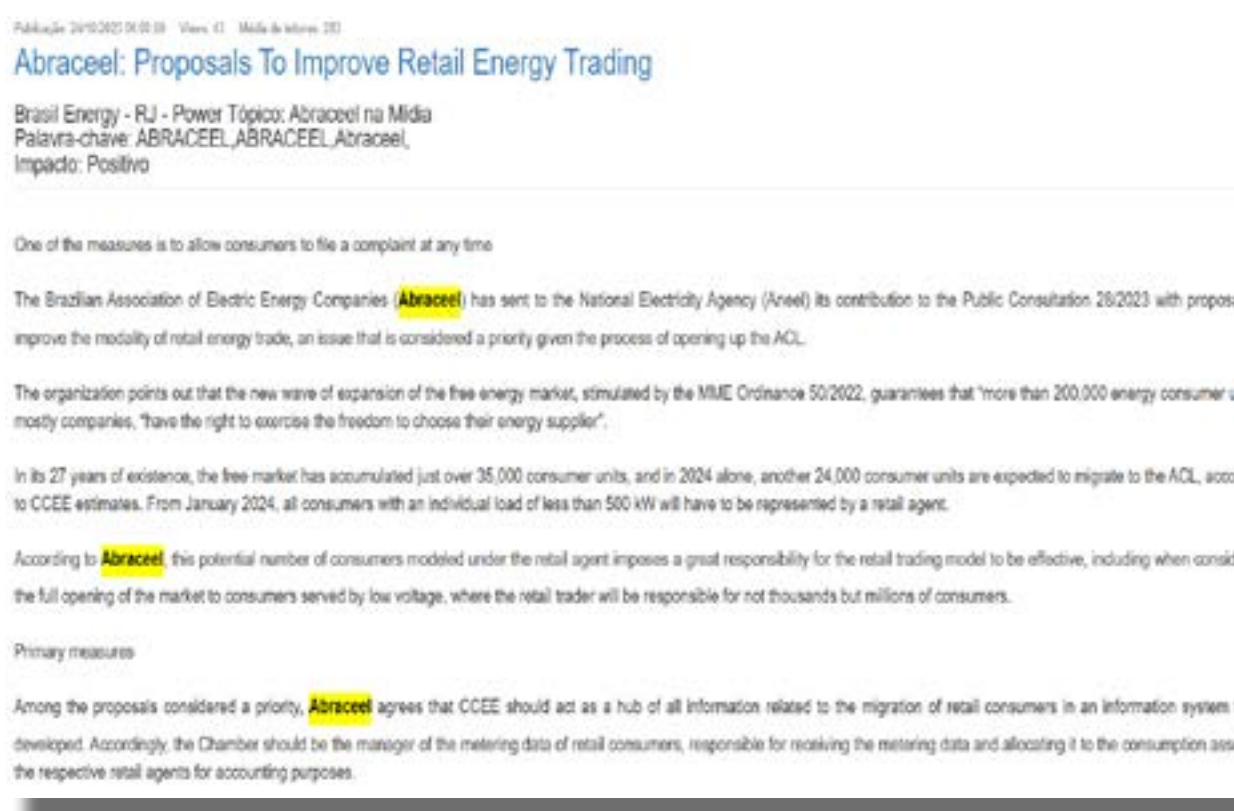 Publicação: 24/10/2023 Views: Média de leitores:
Abraceel: Proposals To Improve Retail Energy Trading
Brasil Energy - RJ - Power Tópico: Abraceel na Mídia
Palavra-chave: ABRACEEL,ABRACEEL,Abraceel,
Impacto: Positivo
One of the measures is to allow consumers to file a complaint at any time
The Brazilian Association of Electric Energy Companies (Abraceel) has sent to the National Electricity Agency (Aneel) its contribution to the Public Consultation 28/2023 with proposa
improve the modality of retail energy trade, an issue that is considered a priority given the process of opening up the ACL.
The organization points out that the new wave of expansion of the free energy market, stimulated by the MME Ordinance 50/2022, guarantees that "more than 200,000 energy consumer u
mostly companies, "have the right to exercise the freedom to choose their energy supplier".
In its 27 years of existence, the free market has accumulated just over 35,000 consumer units, and in 2024 alone, another 24,000 consumer units are expected to migrate to the ACL, acco
to CCEE estimates. From January 2024, all consumers with an individual load of less than 500 kW will have to be represented by a retail agent.
According to Abraceel, this potential number of consumers modeled under the retail agent imposes a great responsibility for the retail trading model to be effective, including when consid
the full opening of the market to consumers served by low voltage, where the retail trader will be responsible for not thousands but millions of consumers.
Primary measures
Among the proposals considered a priority, Abraceel agrees that CCEE should act as a hub of all information related to the migration of retail consumers in an information system
developed. Accordingly, the Chamber should be the manager of the metering data of retail consumers, responsible for receiving the metering data and allocating it to the consumption ass
the respective retail agents for accounting purposes.